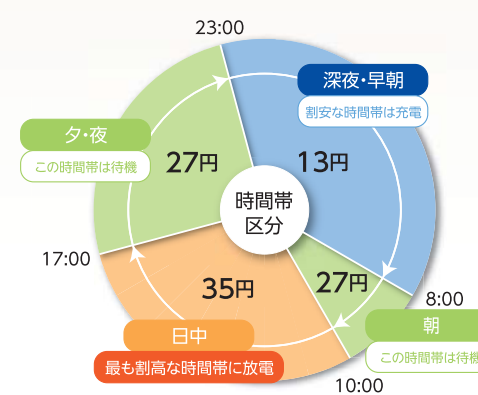 23:00
深夜・早朝
割安な時間帯は充電
夕・夜
この時間帯は待機
27円
13円
時間帯
区分
17:00
35円
27円
8:00
日中
朝
最も割高な時間帯に放電
この時間帯は待機
10:00